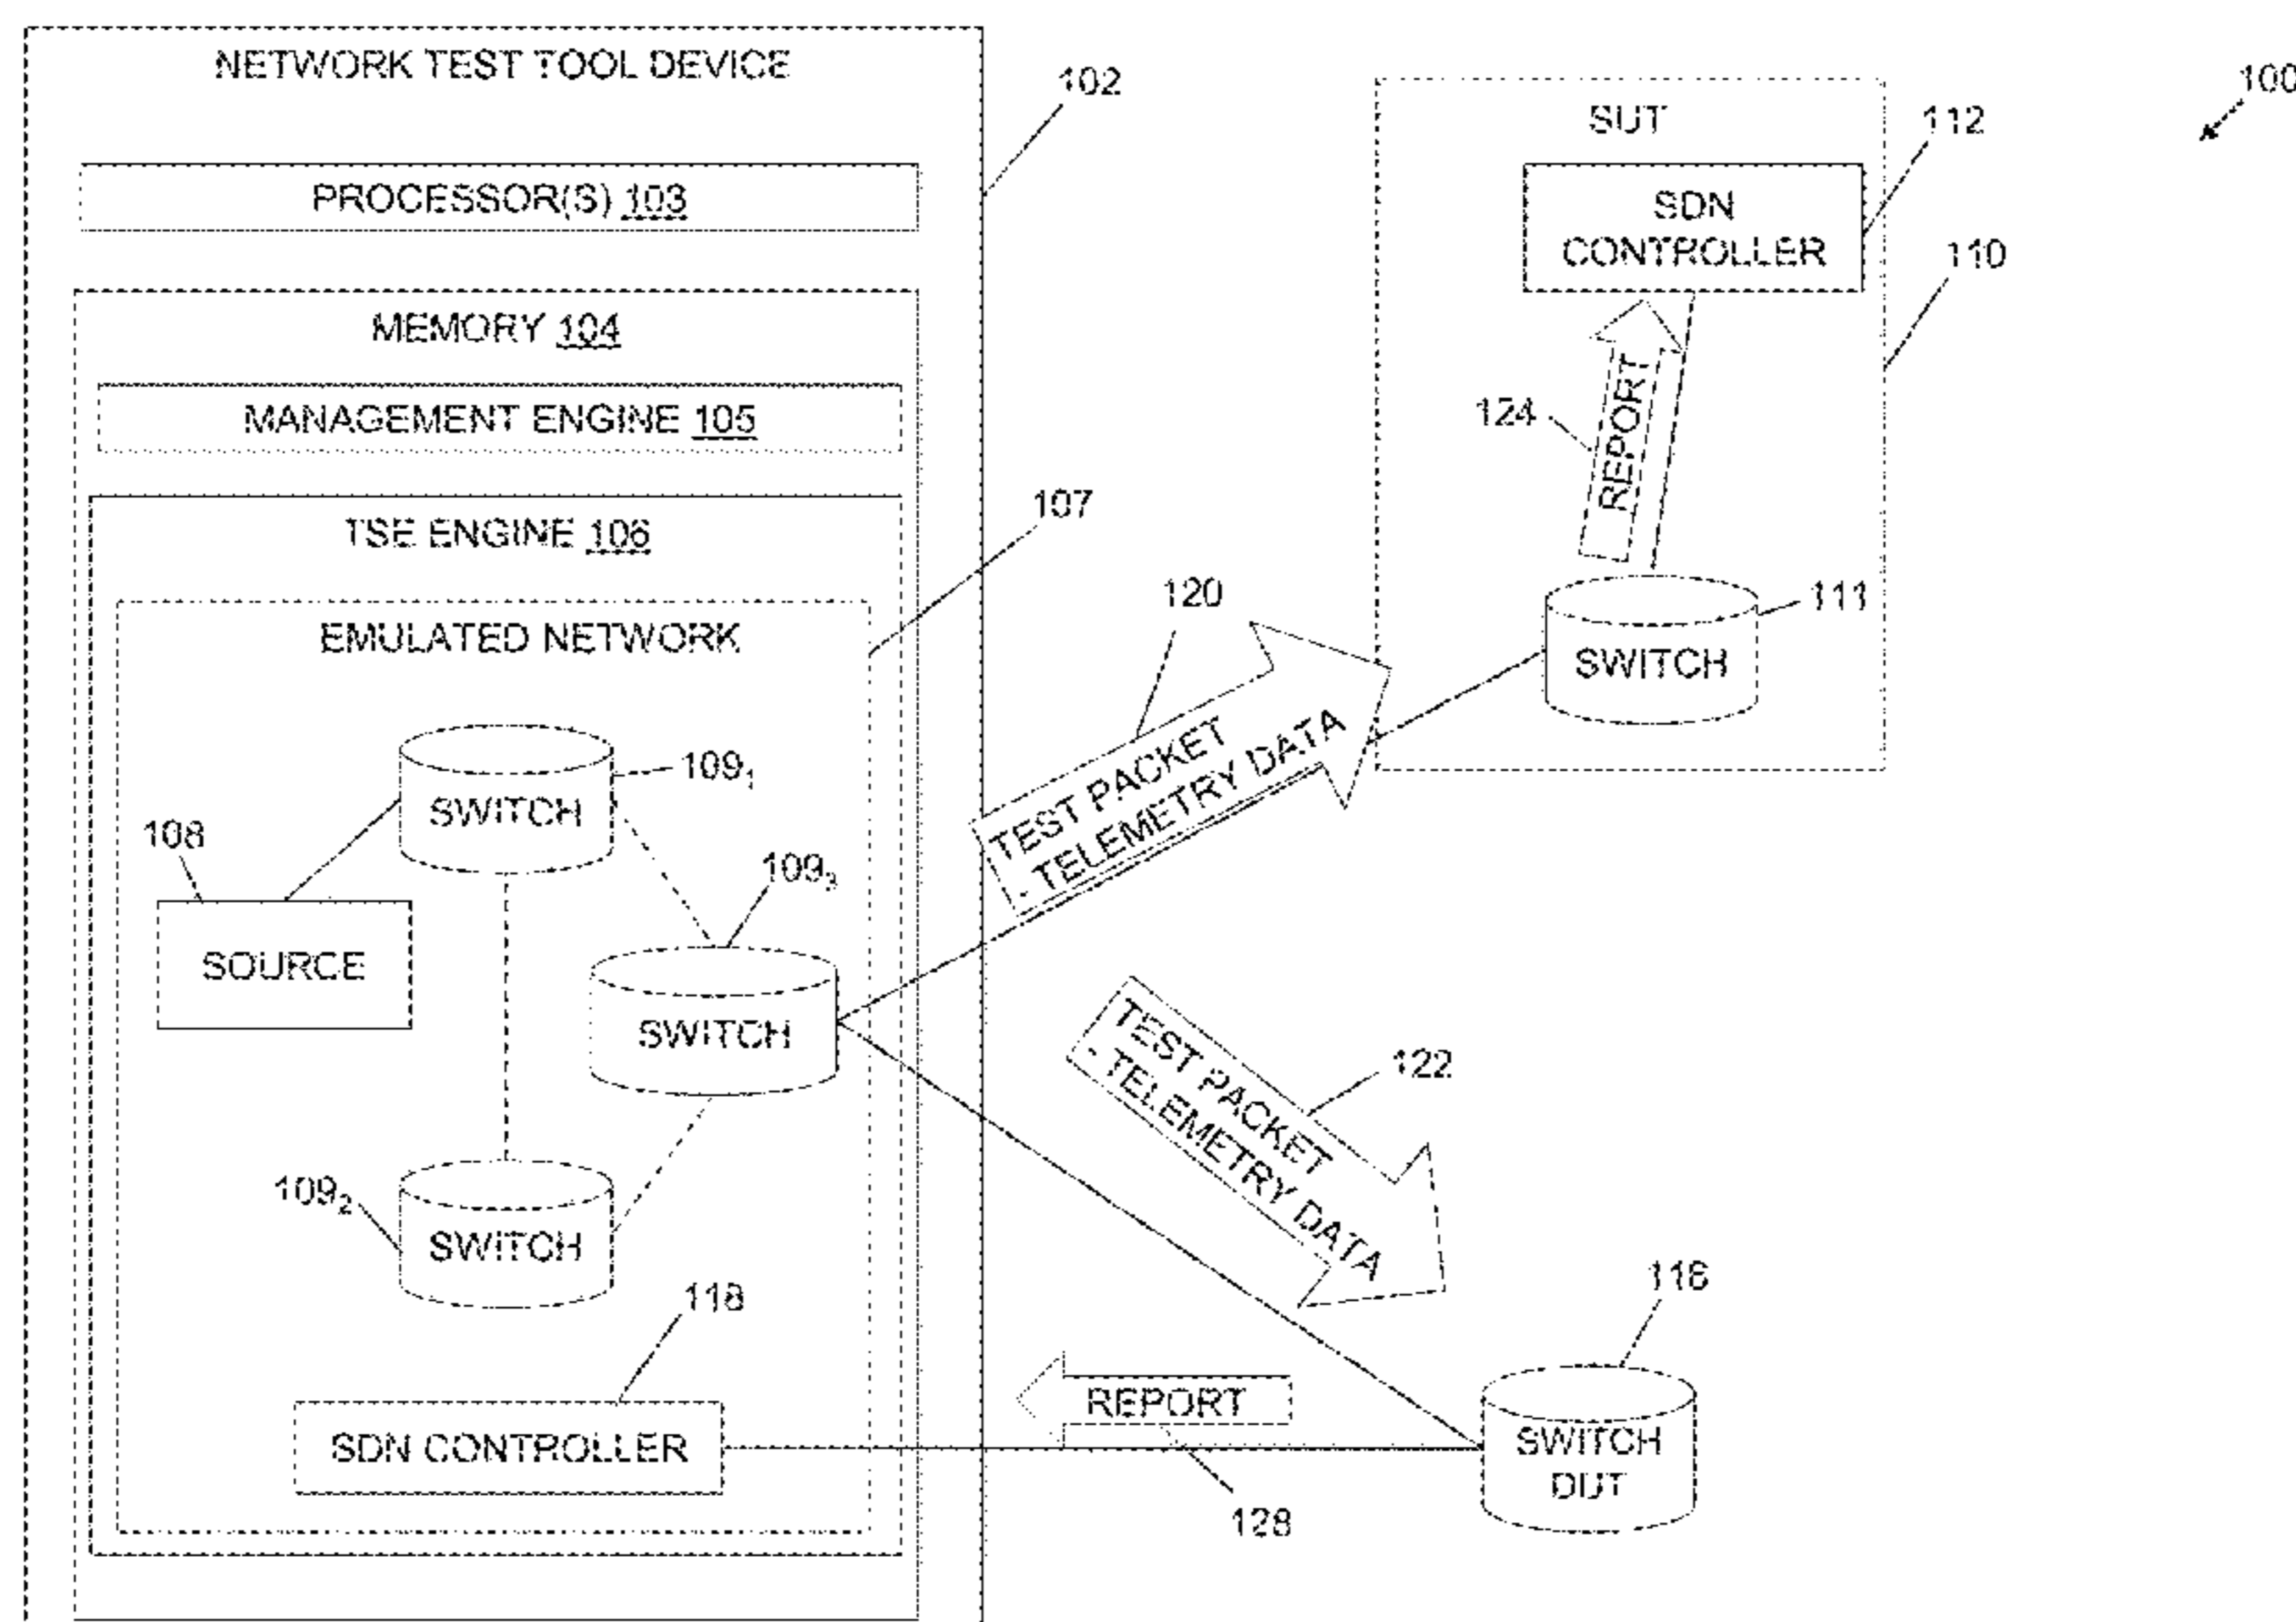 NETWORK TEST TOOL DEVICE
102
100
PROCESSOR(S) 103
SUT
112
SDN
CONTROLLER
110
MEMORY 104
MANAGEMENT ENGINE 105
124
REPORT
TSE ENGINE 106
107
EMULATED NETWORK
120
111
SWITCH
SWITCH
109₁
108
SOURCE
109₃
SWITCH
TEST PACKET
- TELEMETRY DATA
TEST PACKET
- TELEMETRY DATA
122
109₂
SWITCH
118
116
SDN CONTROLLER
REPORT
128
SWITCH
DUT